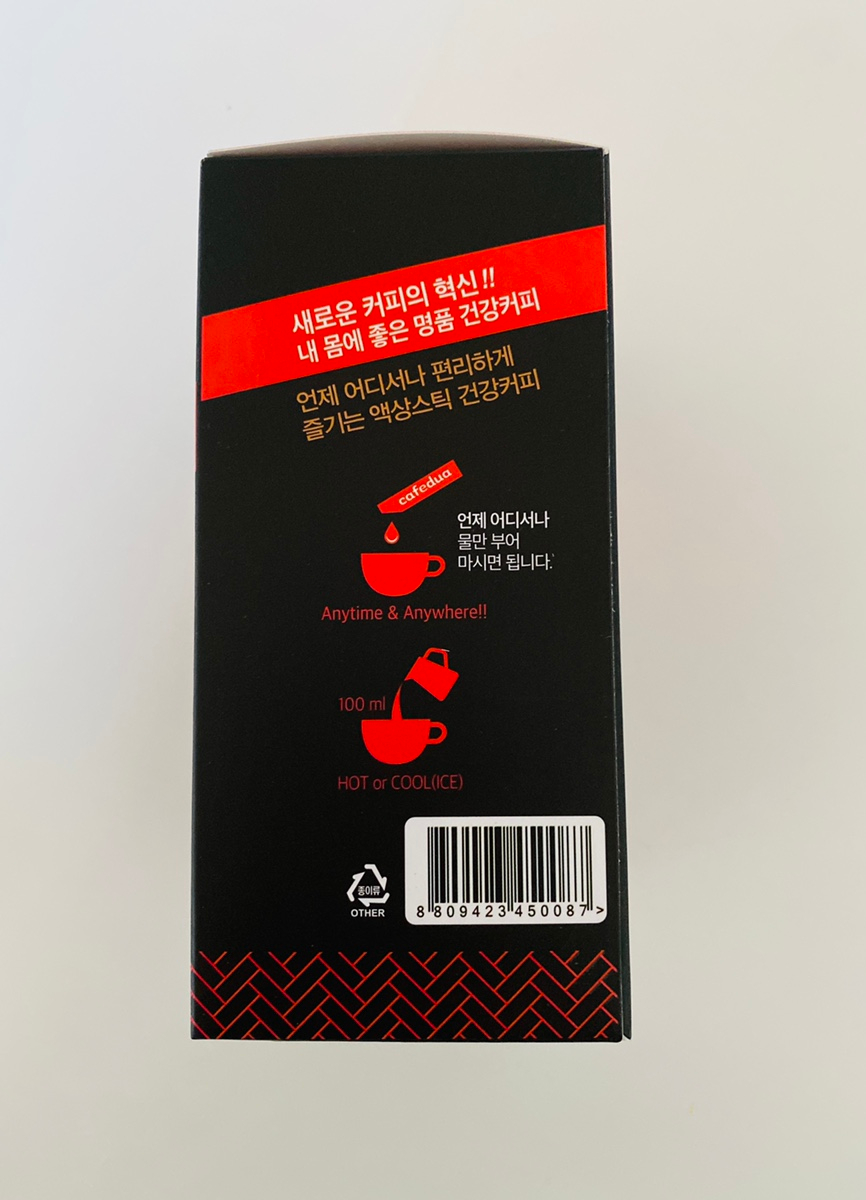 새로운 커피의 혁신!!
내 몸에 좋은 명품 건강커피
언제 어디서나 편리하게
즐기는 액상스틱 건강커피
cafedua
언제 어디서나
물만 부어
마시면 됩니다.
Anytime & Anywhere!!
100 ml
HOT or COOL(ICE)
종이류
OTHER
8 809423 450087 >